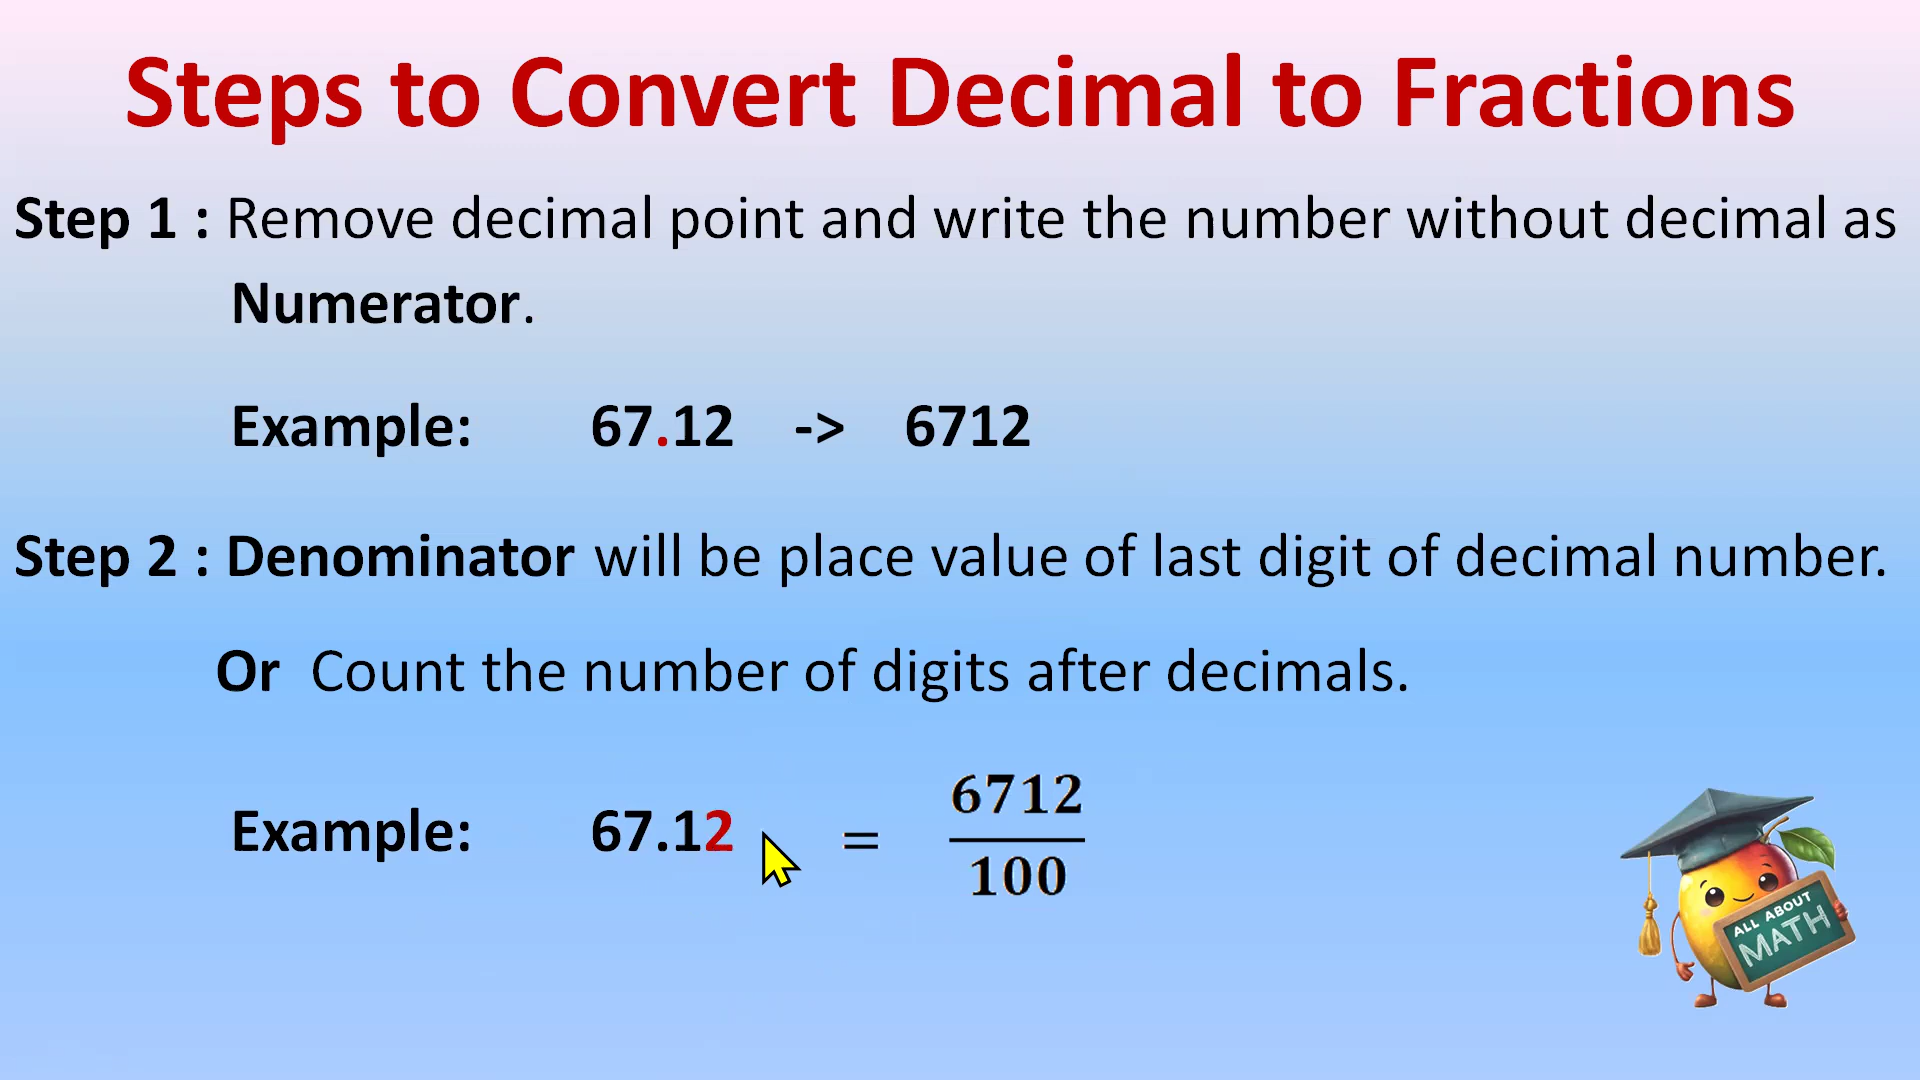 Steps to Convert Decimal to Fractions
Step 1 : Remove decimal point and write the number without decimal as
Numerator.
Example: 67.12 -> 6712
Step 2 : Denominator will be place value of last digit of decimal number.
Or Count the number of digits after decimals.
Example: 67.12 = 6712
100
ALL ABOUT
MATH